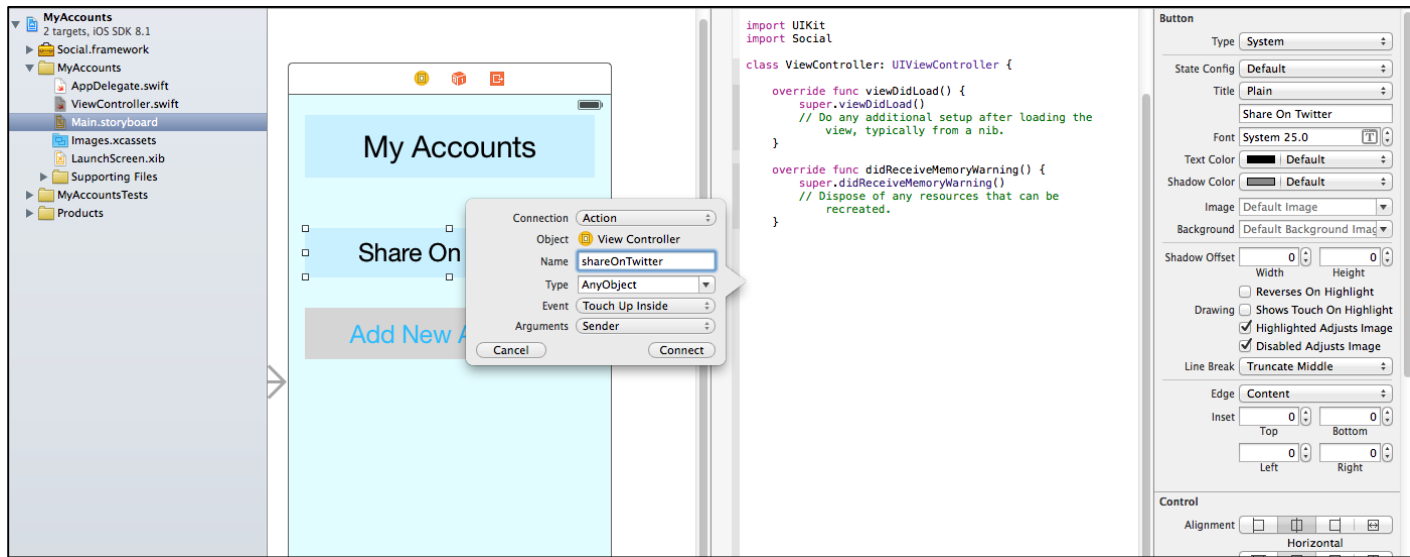 MyAccounts
2 targets, iOS SDK 8.1
Social.framework
MyAccounts
AppDelegate.swift
ViewController.swift
Main.storyboard
Images.xcassets
LaunchScreen.xib
Supporting Files
MyAccountsTests
Products
My Accounts
Share On
Add New A
Connection Action
Object View Controller
Name shareOnTwitter
Type AnyObject
Event Touch Up Inside
Arguments Sender
Cancel Connect
import UIKit
import Social
class ViewController: UIViewController {
override func viewDidLoad() {
super.viewDidLoad()
// Do any additional setup after loading the
view, typically from a nib.
}
override func didReceiveMemoryWarning() {
super.didReceiveMemoryWarning()
// Dispose of any resources that can be
recreated.
}
Button
Type System
State Config Default
Title Plain
Share On Twitter
Font System 25.0 T
Text Color Default
Shadow Color Default
Image Default Image
Background Default Background Imag
Shadow Offset 0 0
Width Height
Reverses On Highlight
Drawing Shows Touch On Highlight
Highlighted Adjusts Image
Disabled Adjusts Image
Line Break Truncate Middle
Edge Content
Inset 0 0
Top Bottom
0 0
Left Right
Control
Alignment
Horizontal